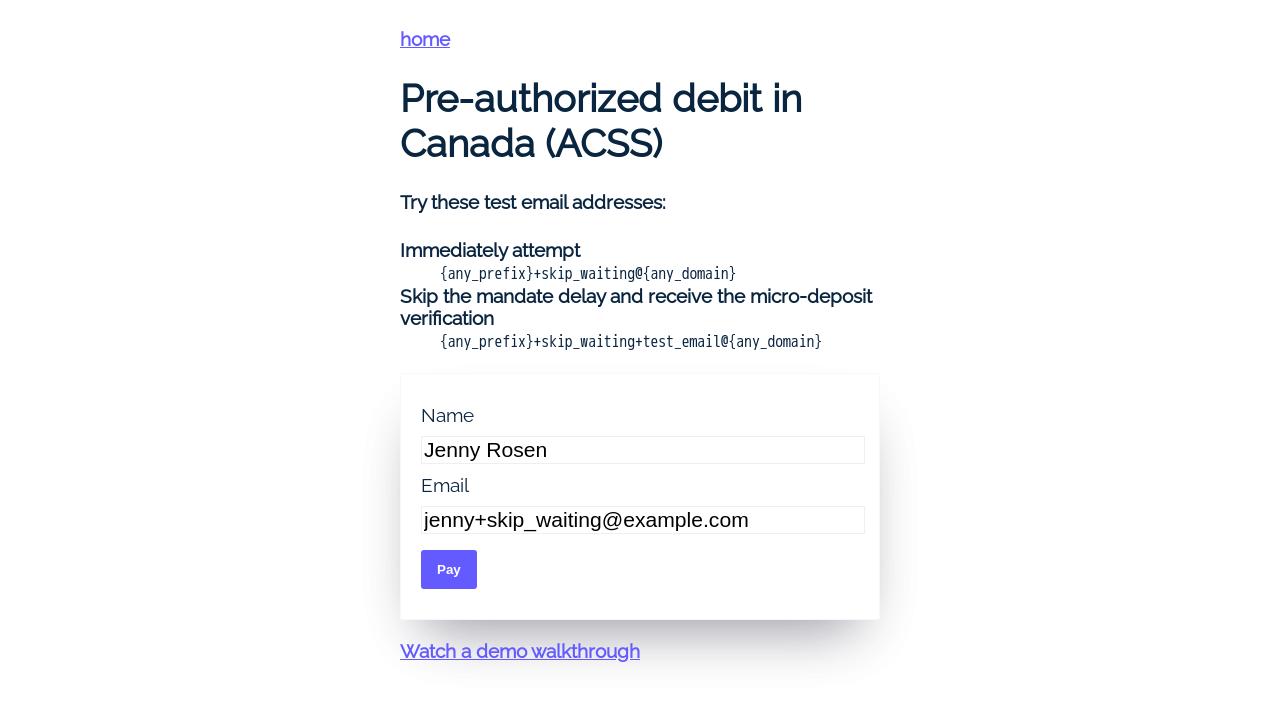 home
Pre-authorized debit in
Canada (ACSS)
Try these test email addresses:
Immediately attempt
{any_prefix}+skip_waiting@{any_domain}
Skip the mandate delay and receive the micro-deposit
verification
{any_prefix}+skip_waiting+test_email@{any_domain}
Name
Jenny Rosen
Email
jenny+skip_waiting@example.com
Pay
Watch a demo walkthrough